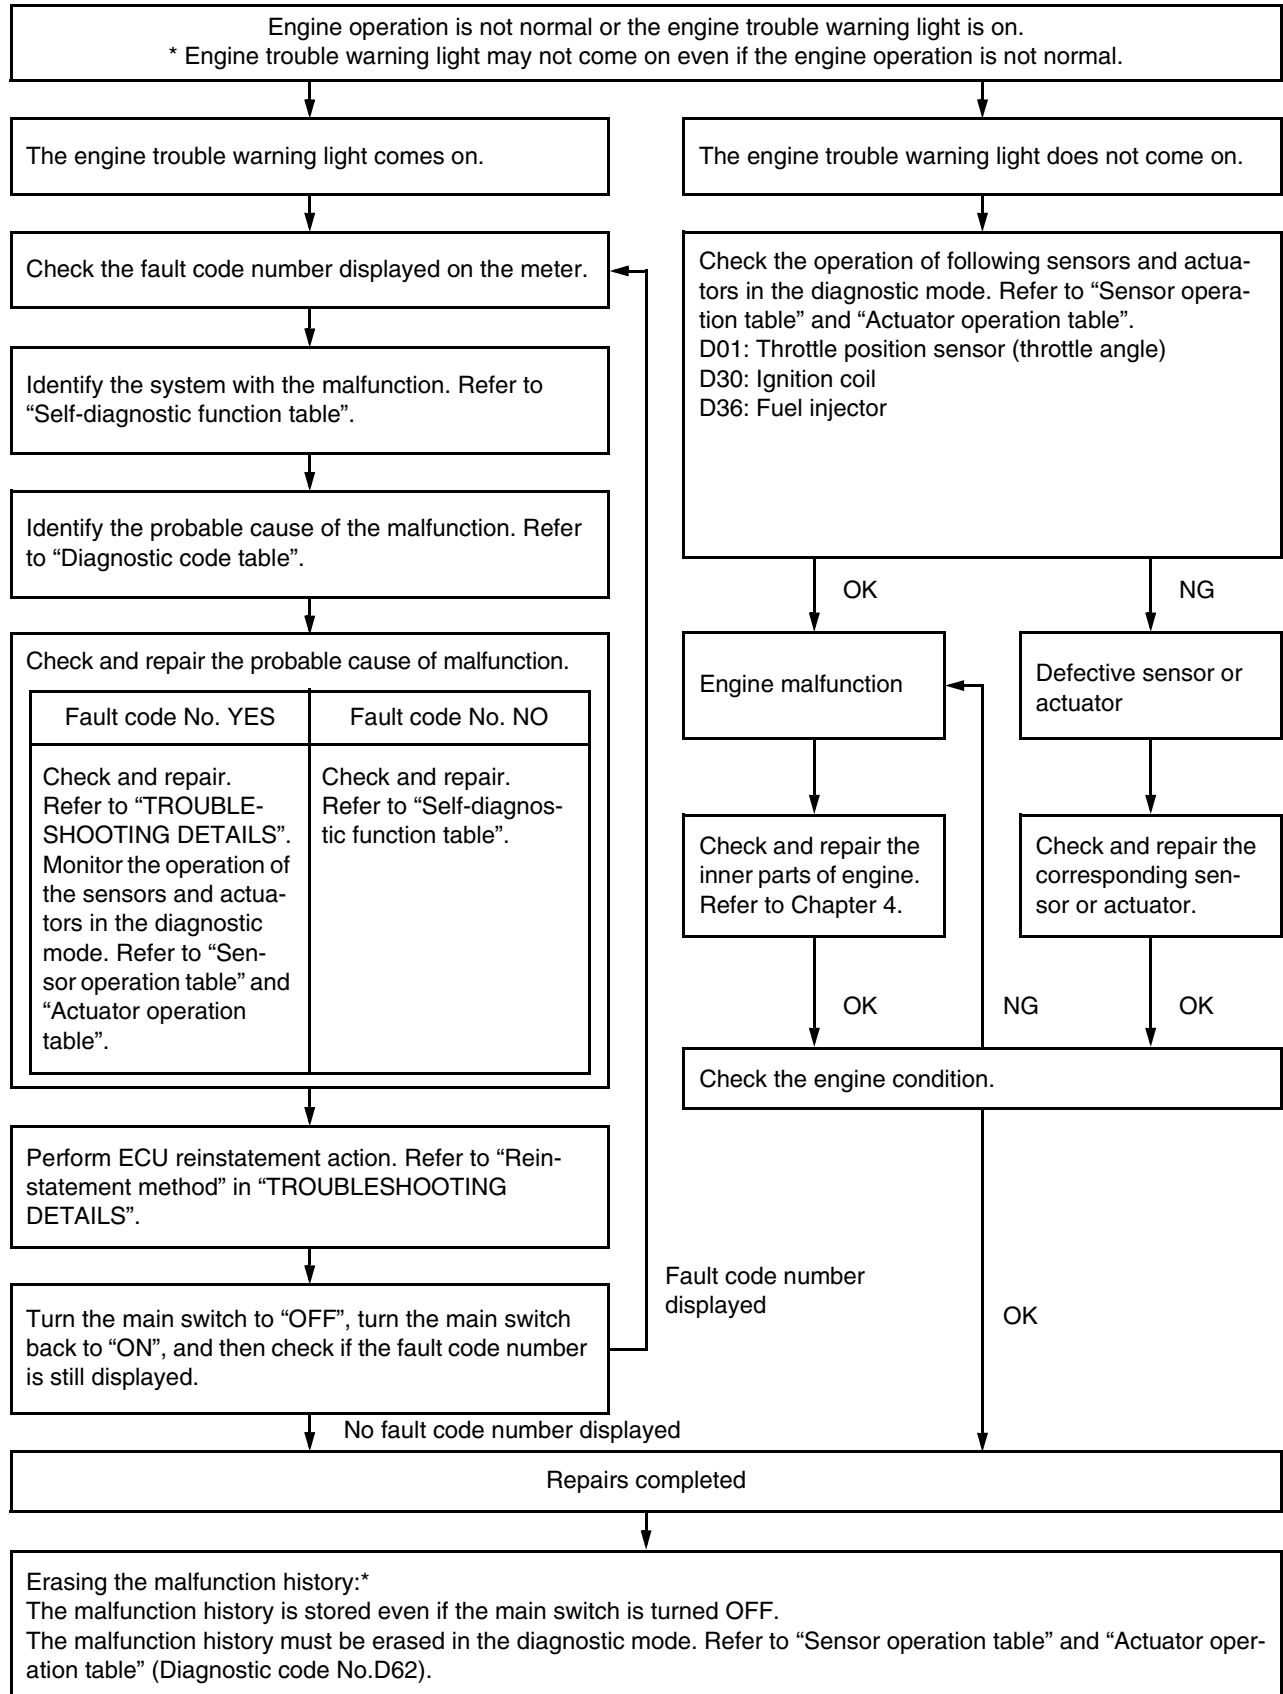 Engine operation is not normal or the engine trouble warning light is on.
* Engine trouble warning light may not come on even if the engine operation is not normal.
The engine trouble warning light comes on.
Check the fault code number displayed on the meter.
Identify the system with the malfunction. Refer to
“Self-diagnostic function table”.
Identify the probable cause of the malfunction. Refer
to “Diagnostic code table”.
Check and repair the probable cause of malfunction.
Fault code No. YES
Check and repair.
Refer to “TROUBLE-
SHOOTING DETAILS”.
Monitor the operation of
the sensors and actua-
tors in the diagnostic
mode. Refer to “Sen-
sor operation table” and
“Actuator operation
table”.
Fault code No. NO
Check and repair.
Refer to “Self-diagnos-
tic function table”.
Perform ECU reinstatement action. Refer to “Rein-
statement method” in “TROUBLESHOOTING
DETAILS”.
Turn the main switch to “OFF”, turn the main switch
back to “ON”, and then check if the fault code number
is still displayed.
Fault code number
displayed
No fault code number displayed
The engine trouble warning light does not come on.
Check the operation of following sensors and actua-
tors in the diagnostic mode. Refer to “Sensor opera-
tion table” and “Actuator operation table”.
D01: Throttle position sensor (throttle angle)
D30: Ignition coil
D36: Fuel injector
OK
NG
Engine malfunction
Defective sensor or
actuator
Check and repair the
inner parts of engine.
Refer to Chapter 4.
Check and repair the
corresponding sen-
sor or actuator.
OK
NG
OK
Check the engine condition.
OK
Repairs completed
Erasing the malfunction history:*
The malfunction history is stored even if the main switch is turned OFF.
The malfunction history must be erased in the diagnostic mode. Refer to “Sensor operation table” and “Actuator oper-
ation table” (Diagnostic code No.D62).